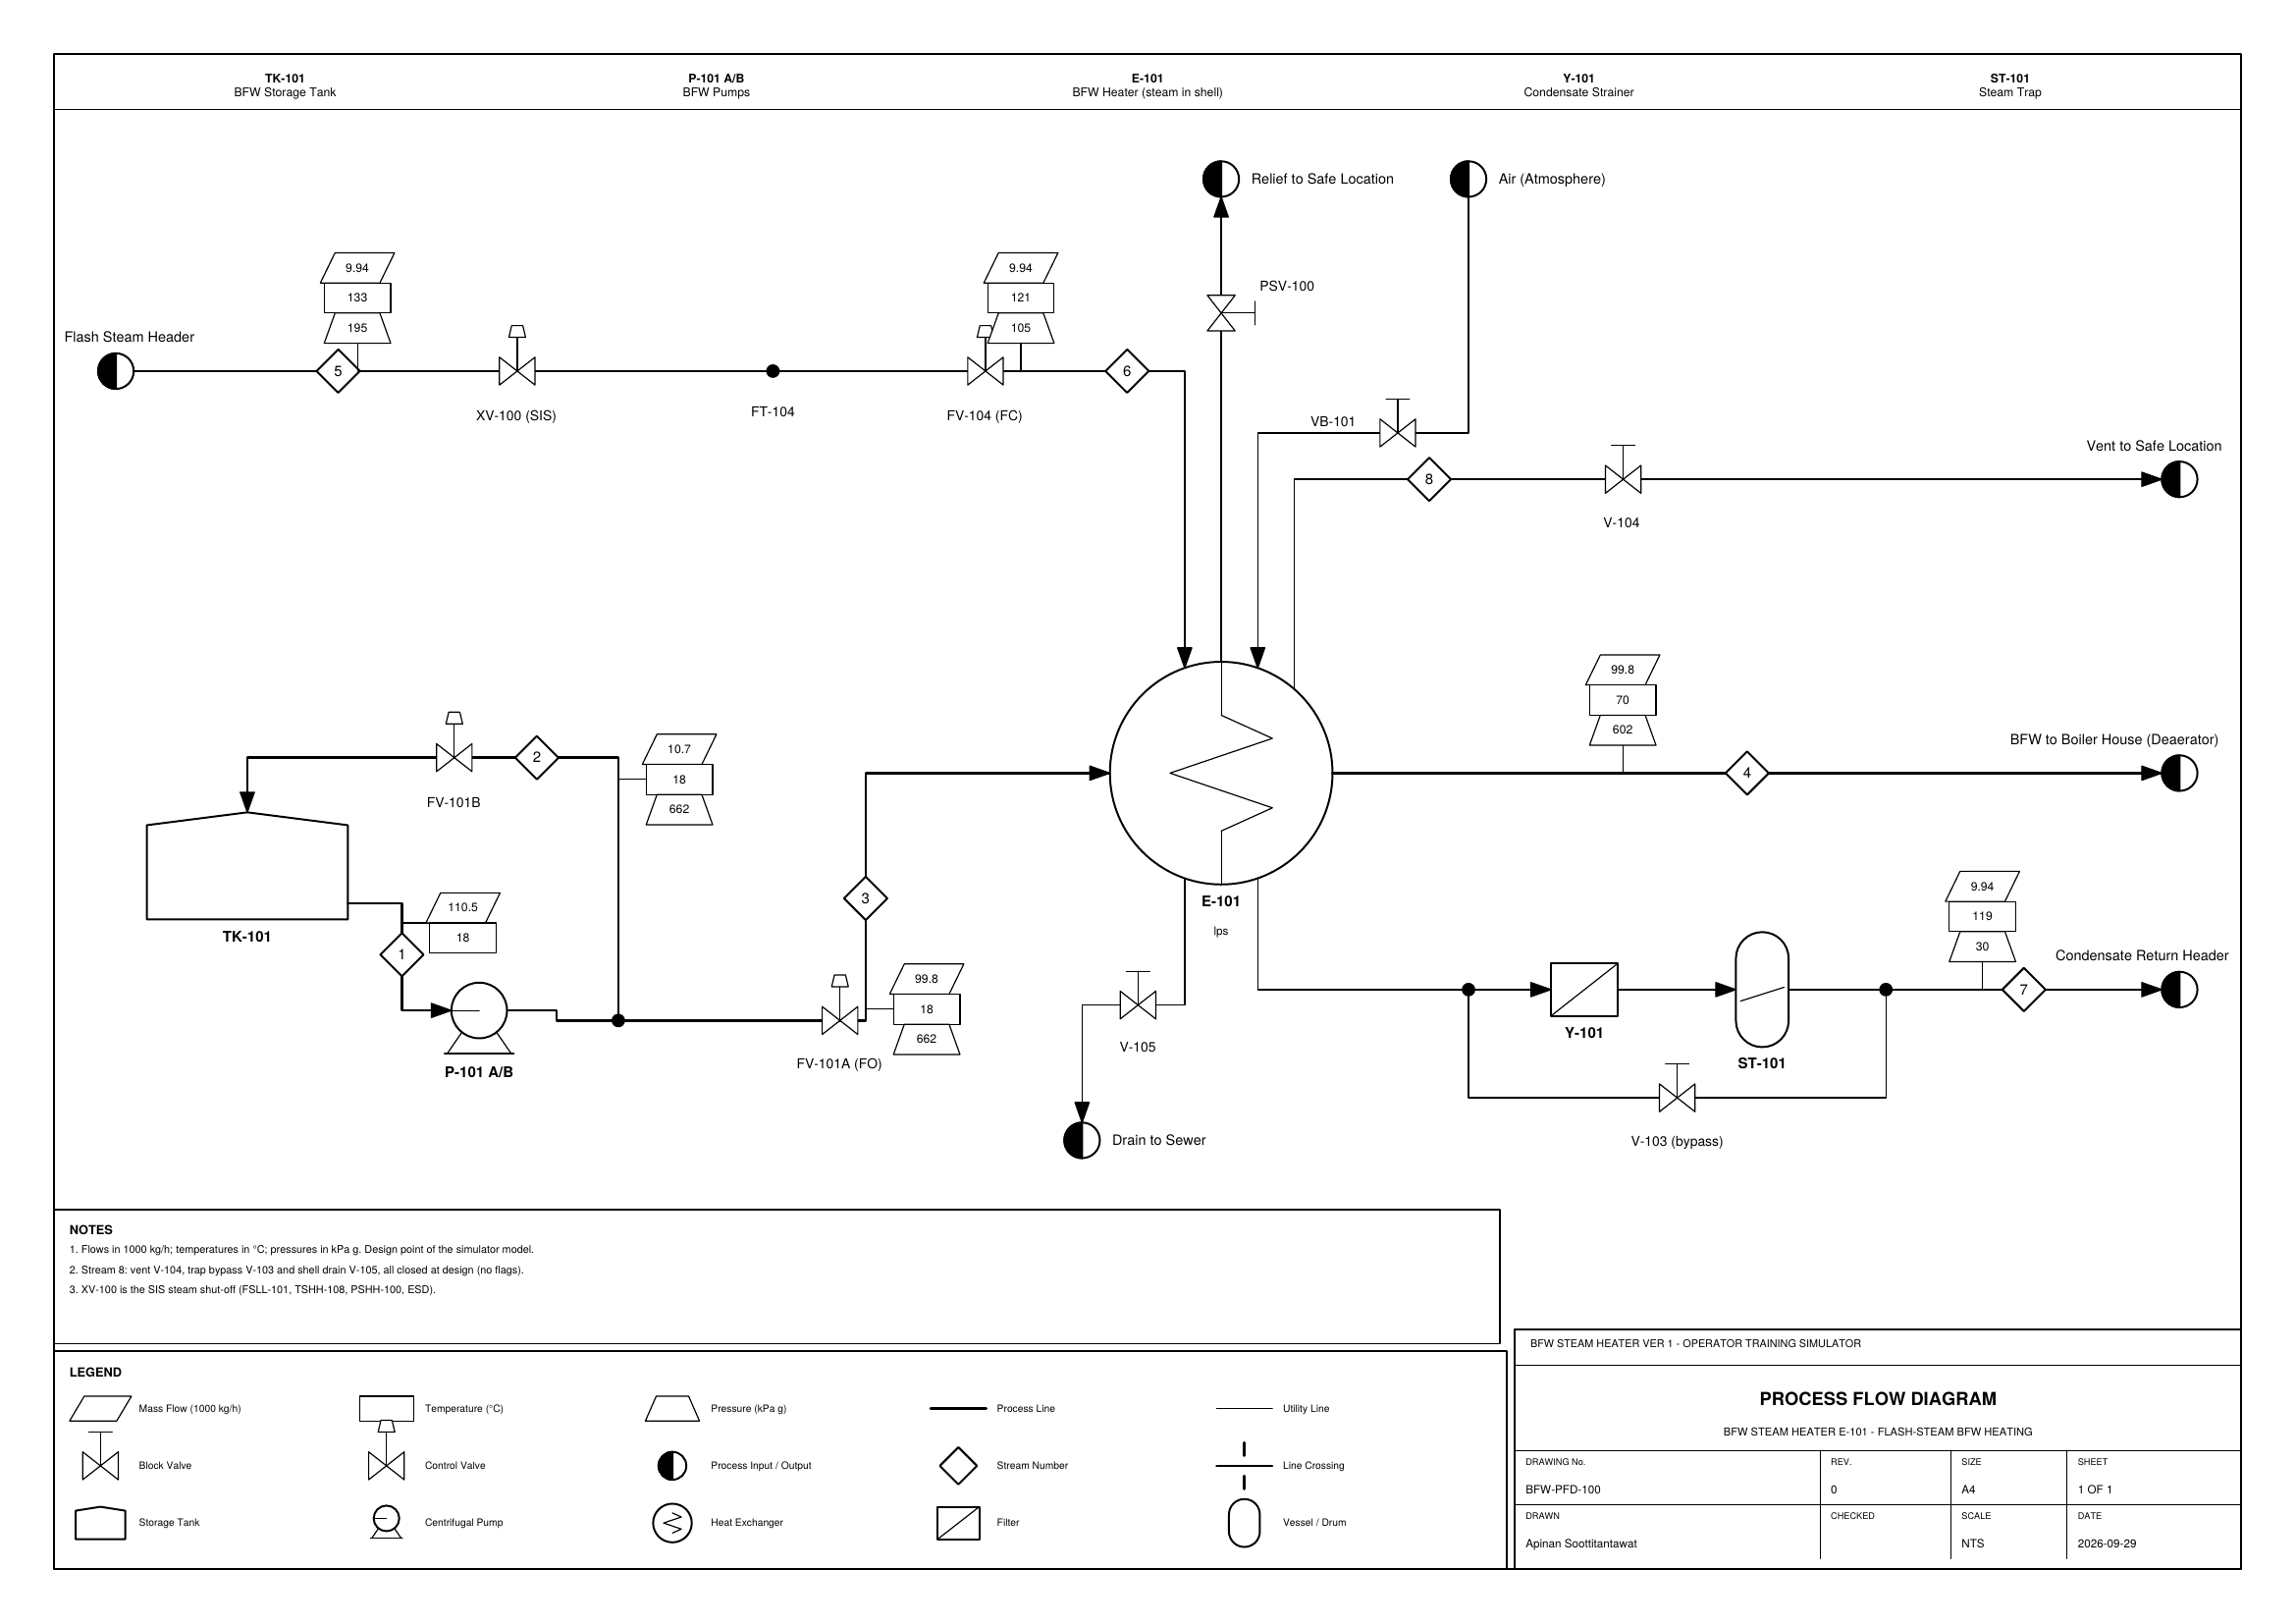 TK-101
BFW Storage Tank
P-101 A/B
BFW Pumps
E-101
BFW Heater (steam in shell)
Y-101
Condensate Strainer
ST-101
Steam Trap
Relief to Safe Location
Air (Atmosphere)
PSV-100
9.94
133
195
9.94
121
105
Flash Steam Header
5
6
XV-100 (SIS)
FT-104
FV-104 (FC)
VB-101
Vent to Safe Location
8
V-104
99.8
70
602
BFW to Boiler House (Deaerator)
4
2
10.7
18
662
FV-101B
TK-101
110.5
18
1
P-101 A/B
3
99.8
18
662
FV-101A (FO)
E-101
lps
V-105
Drain to Sewer
9.94
119
30
Condensate Return Header
7
Y-101
ST-101
V-103 (bypass)
NOTES
1. Flows in 1000 kg/h; temperatures in °C; pressures in kPa g. Design point of the simulator model.
2. Stream 8: vent V-104, trap bypass V-103 and shell drain V-105, all closed at design (no flags).
3. XV-100 is the SIS steam shut-off (FSLL-101, TSHH-108, PSHH-100, ESD).
LEGEND
Mass Flow (1000 kg/h)
Temperature (°C)
Pressure (kPa g)
Process Line
Utility Line
Block Valve
Control Valve
Process Input / Output
Stream Number
Line Crossing
Storage Tank
Centrifugal Pump
Heat Exchanger
Filter
Vessel / Drum
BFW STEAM HEATER VER 1 - OPERATOR TRAINING SIMULATOR
PROCESS FLOW DIAGRAM
BFW STEAM HEATER E-101 - FLASH-STEAM BFW HEATING
DRAWING No.
BFW-PFD-100
REV.
0
SIZE
A4
SHEET
1 OF 1
DRAWN
Apinan Soottitantawat
CHECKED
SCALE
NTS
DATE
2026-09-29